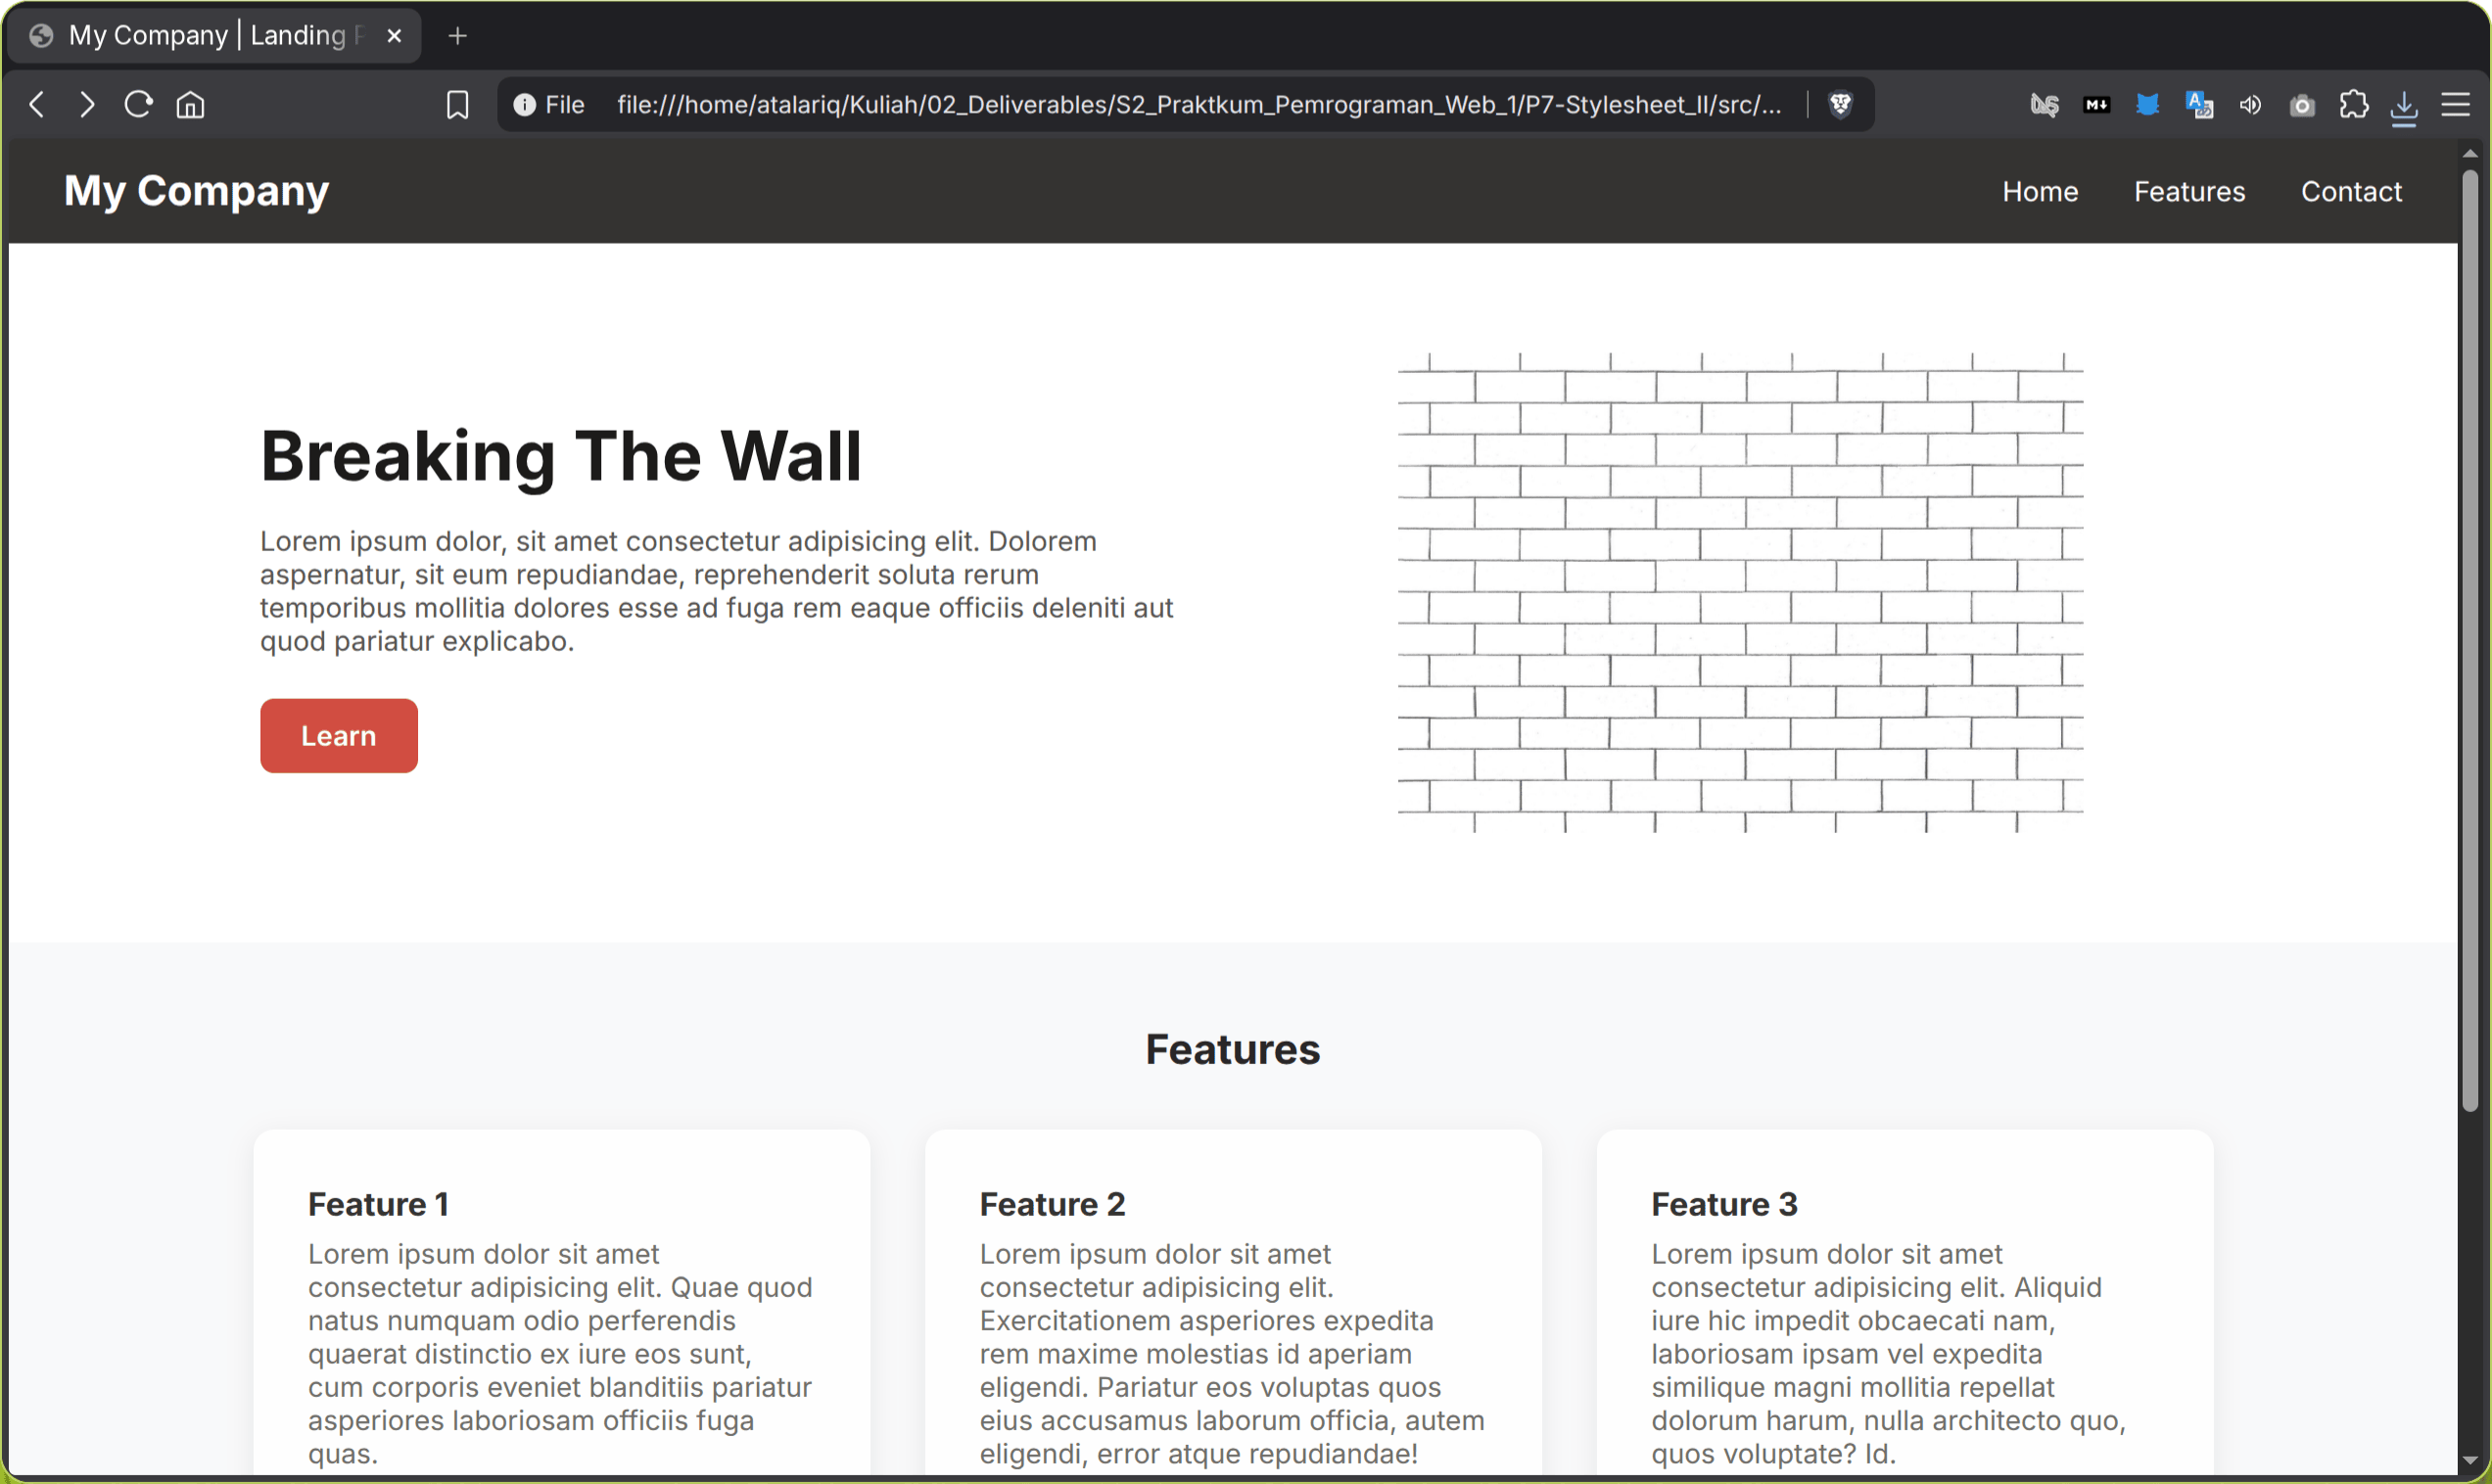 My Company | Landing
File file:///home/atalariq/Kuliah/02_Deliverables/S2_Praktkum_Pemrograman_Web_1/P7-Stylesheet_II/src/...
My Company
Home Features Contact
Breaking The Wall
Lorem ipsum dolor, sit amet consectetur adipisicing elit. Dolorem
aspernatur, sit eum repudiandae, reprehenderit soluta rerum
temporibus mollitia dolores esse ad fuga rem eaque officiis deleniti aut
quod pariatur explicabo.
Learn
Features
Feature 1
Lorem ipsum dolor sit amet
consectetur adipisicing elit. Quae quod
natus numquam odio perferendis
quaerat distinctio ex iure eos sunt,
cum corporis eveniet blanditiis pariatur
asperiores laboriosam officiis fuga
quas.
Feature 2
Lorem ipsum dolor sit amet
consectetur adipisicing elit.
Exercitationem asperiores expedita
rem maxime molestias id aperiam
eligendi. Pariatur eos voluptas quos
eius accusamus laborum officia, autem
eligendi, error atque repudiandae!
Feature 3
Lorem ipsum dolor sit amet
consectetur adipisicing elit. Aliquid
iure hic impedit obcaecati nam,
laboriosam ipsam vel expedita
similique magni mollitia repellat
dolorum harum, nulla architecto quo,
quos voluptate? Id.